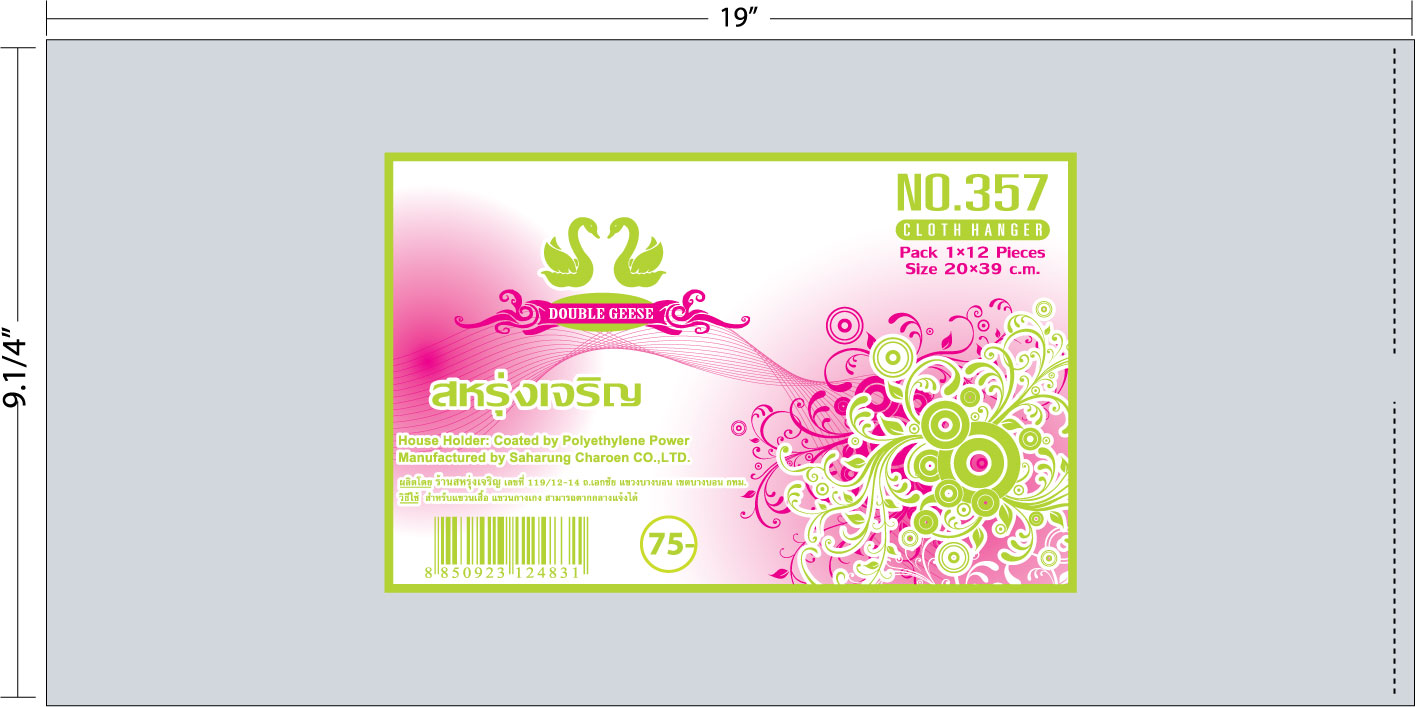 19”
9.1/4”
NO.357
CLOTH HANGER
Pack 1×12 Pieces
Size 20×39 c.m.
DOUBLE GEESE
สหรุ่งเจริญ
House Holder: Coated by Polyethylene Power
Manufactured by Saharung Charoen CO.,LTD.
ผลิตโดย ร้านสหรุ่งเจริญ เลขที่ 119/12-14 ถ.เอกชัย แขวงบางบอน เขตบางบอน กทม.
วิธีใช้ สำหรับแขวนเสื้อ แขวนกางเกง สามารถตากกลางแจ้งได้
75-
8 850923 124831